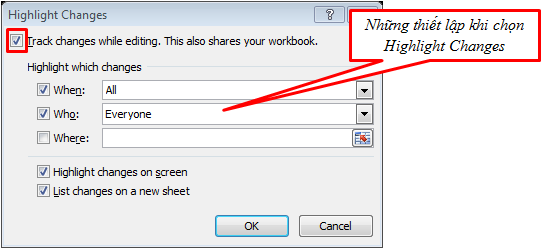 Highlight Changes
Những thiết lập khi chọn
Highlight Changes
Track changes while editing. This also shares your workbook.
Highlight which changes
When: All
Who: Everyone
Where:
Highlight changes on screen
List changes on a new sheet
OK Cancel